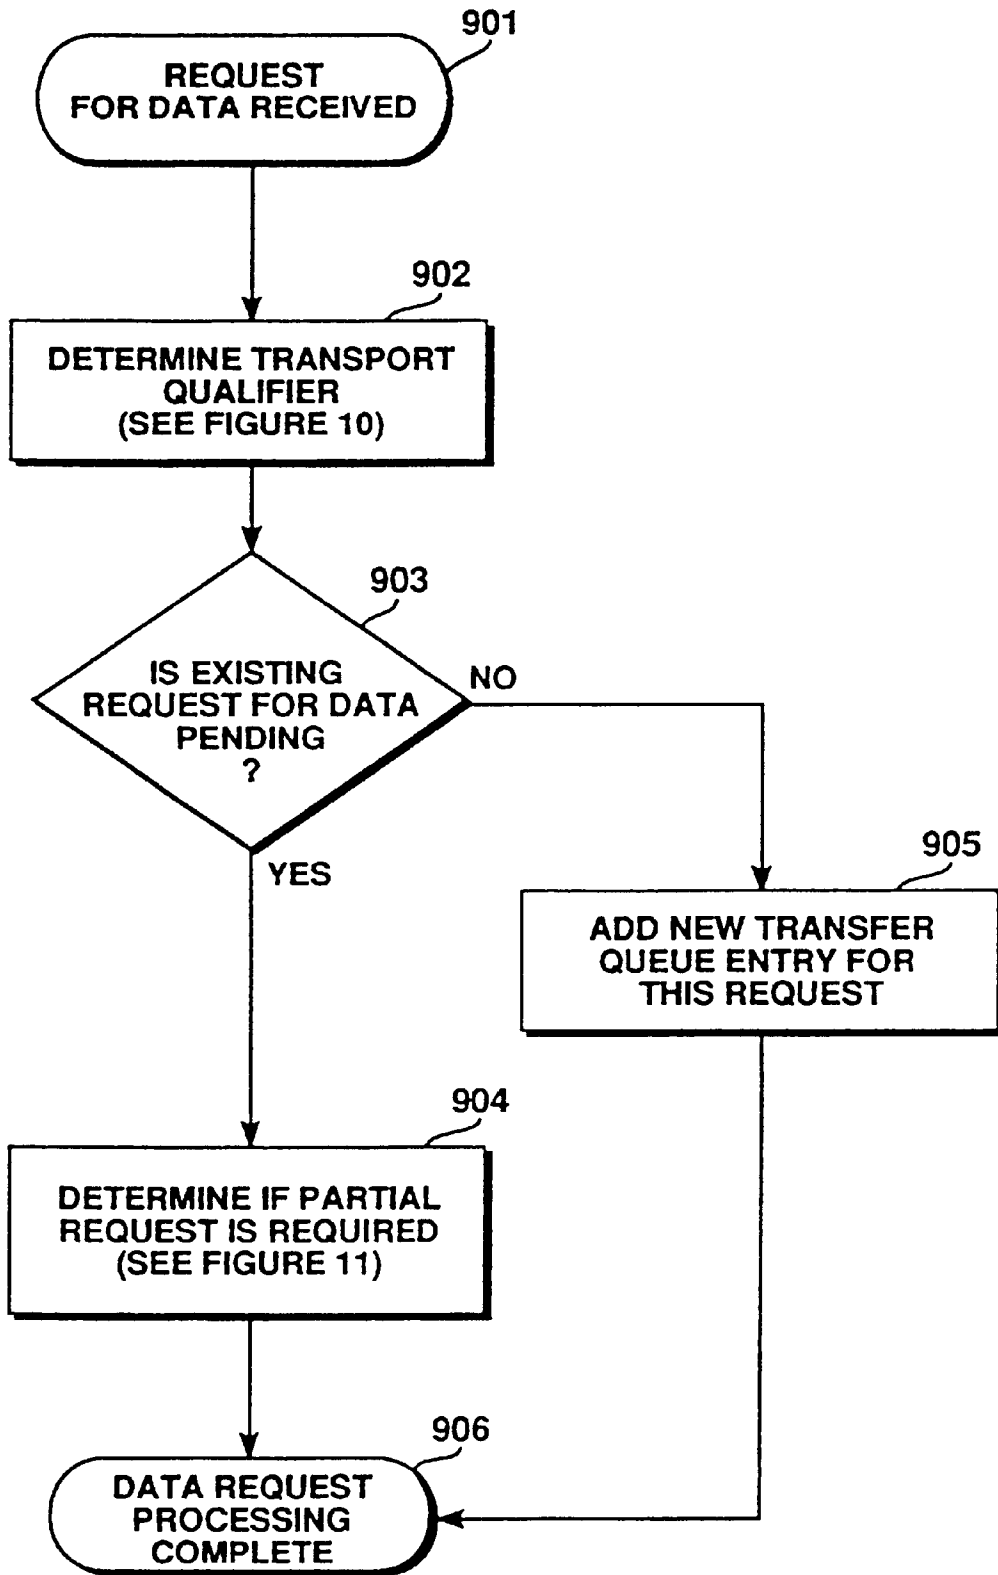 901
REQUEST
FOR DATA RECEIVED
902
DETERMINE TRANSPORT
QUALIFIER
(SEE FIGURE 10)
903
IS EXISTING
REQUEST FOR DATA
PENDING
?
NO
YES
905
ADD NEW TRANSFER
QUEUE ENTRY FOR
THIS REQUEST
904
DETERMINE IF PARTIAL
REQUEST IS REQUIRED
(SEE FIGURE 11)
906
DATA REQUEST
PROCESSING
COMPLETE